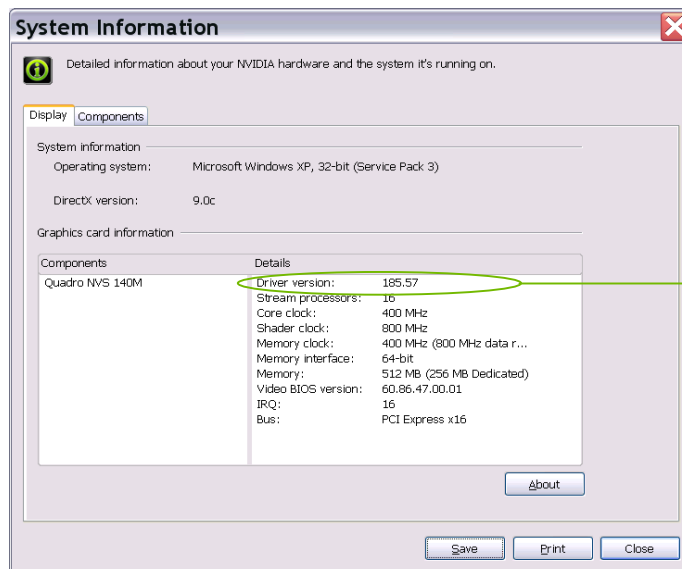 System Information
Detailed information about your NVIDIA hardware and the system it's running on.
Display Components
System information
Operating system: Microsoft Windows XP, 32-bit (Service Pack 3)
DirectX version: 9.0c
Graphics card information
Components Details
Quadro NVS 140M Driver version: 185.57
Stream processors: 16
Core clock: 400 MHz
Shader clock: 800 MHz
Memory clock: 400 MHz (800 MHz data r...
Memory interface: 64-bit
Memory: 512 MB (256 MB Dedicated)
Video BIOS version: 60.86.47.00.01
IRQ: 16
Bus: PCI Express x16
About
Save Print Close